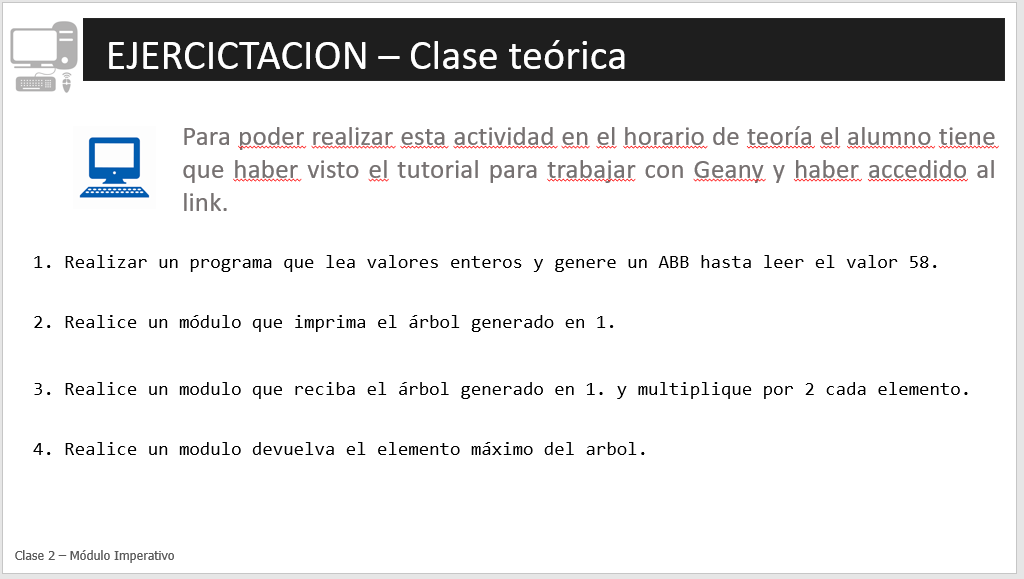 EJERCICTACION – Clase teórica
Para poder realizar esta actividad en el horario de teoría el alumno tiene
que haber visto el tutorial para trabajar con Geany y haber accedido al
link.
1. Realizar un programa que lea valores enteros y genere un ABB hasta leer el valor 58.
2. Realice un módulo que imprima el árbol generado en 1.
3. Realice un modulo que reciba el árbol generado en 1. y multiplique por 2 cada elemento.
4. Realice un modulo devuelva el elemento máximo del arbol.
Clase 2 – Módulo Imperativo